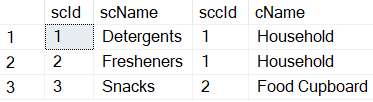 scId scName sccId cName
1 1 Detergents 1 Household
2 2 Fresheners 1 Household
3 3 Snacks 2 Food Cupboard